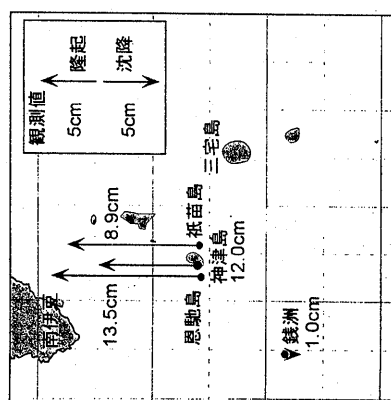 観測値
5cm 隆起
5cm 沈降
南伊豆
13.5cm
8.9cm
恩馳島
神津島
12.0cm
祇苗島
三宅島
銭洲
1.0cm